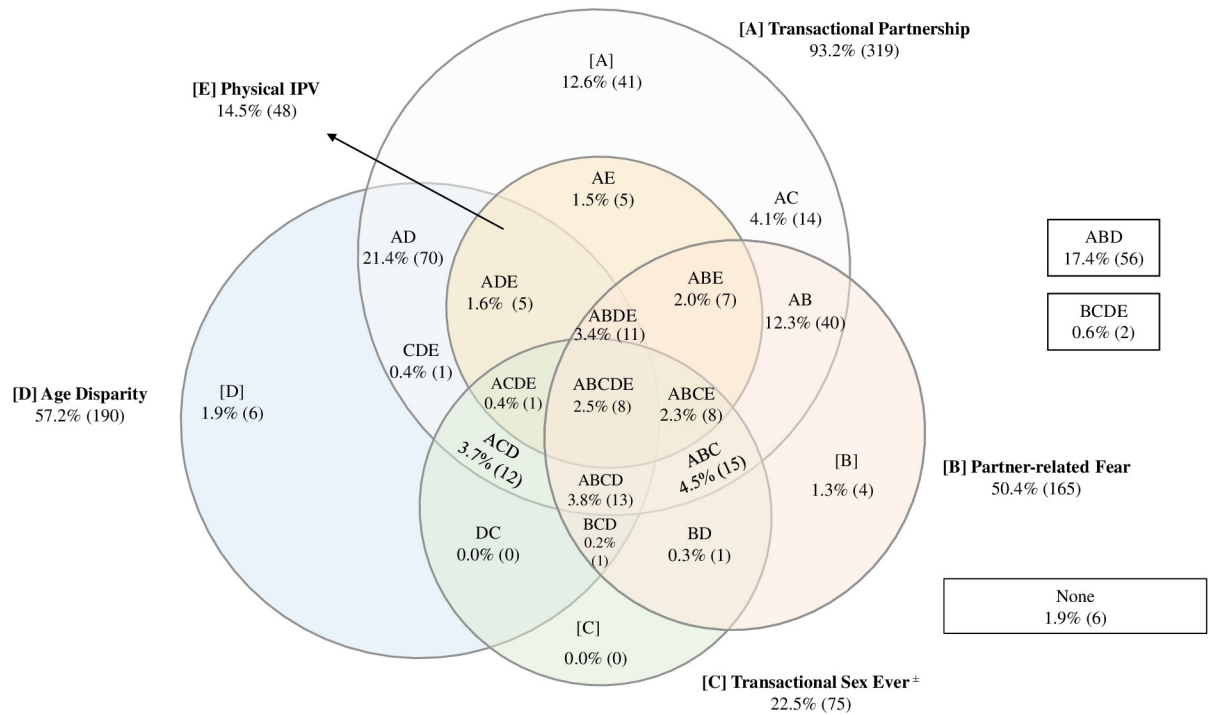 [A] Transactional Partnership
93.2% (319)
[A]
12.6% (41)
[E] Physical IPV
14.5% (48)
AE
1.5% (5)
AC
4.1% (14)
AD
21.4% (70)
ABD
17.4% (56)
ADE
1.6% (5)
ABE
2.0% (7)
AB
12.3% (40)
BCDE
0.6% (2)
ABDE
3.4% (11)
CDE
0.4% (1)
[D] Age Disparity
57.2% (190)
[D]
1.9% (6)
ACDE
0.4% (1)
ABCDE
2.5% (8)
ABCE
2.3% (8)
ACD
3.7% (12)
ABC
4.5% (15)
[B]
1.3% (4)
[B] Partner-related Fear
50.4% (165)
ABCD
3.8% (13)
DC
0.0% (0)
BCD
0.2%
(1)
BD
0.3% (1)
None
1.9% (6)
[C]
0.0% (0)
[C] Transactional Sex Ever ±
22.5% (75)